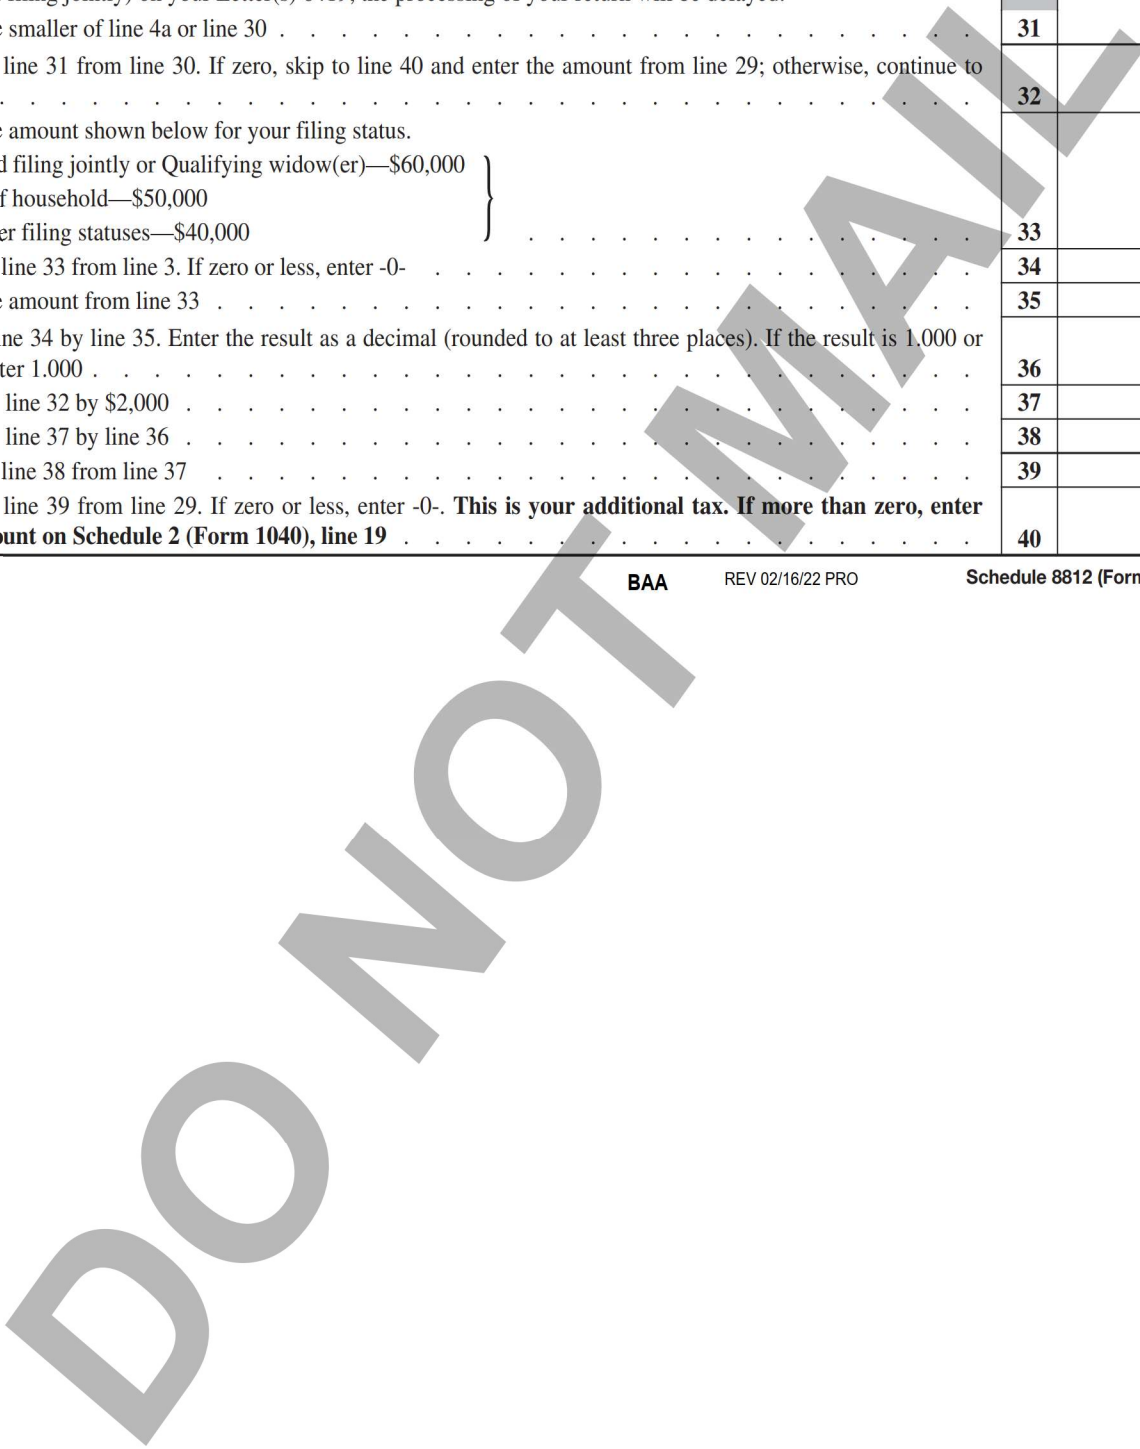 smaller of line 4a or line 30 . . . . . . . . . . . . . . . . . . . . . . . 31
line 31 from line 30. If zero, skip to line 40 and enter the amount from line 29; otherwise, continue to
. . . . . . . . . . . . . . . . . . . . . . . . . . . . . . . . 32
amount shown below for your filing status.
filing jointly or Qualifying widow(er)—$60,000
household—$50,000
filing statuses—$40,000 . . . . . . . . . . . . . . . 33
line 33 from line 3. If zero or less, enter -0- . . . . . . . . . . . . . . . . . . 34
amount from line 33 . . . . . . . . . . . . . . . . . . . . . . . . . 35
34 by line 35. Enter the result as a decimal (rounded to at least three places). If the result is 1.000 or
1.000 . . . . . . . . . . . . . . . . . . . . . . . . . . . . . 36
line 32 by $2,000 . . . . . . . . . . . . . . . . . . . . . . . . . . 37
line 37 by line 36 . . . . . . . . . . . . . . . . . . . . . . . . . . 38
line 38 from line 37 . . . . . . . . . . . . . . . . . . . . . . . . . 39
line 39 from line 29. If zero or less, enter -0-. This is your additional tax. If more than zero, enter
on Schedule 2 (Form 1040), line 19 . . . . . . . . . . . . . . . . . . . 40
BAA REV 02/16/22 PRO Schedule 8812
DO NOT MAIL